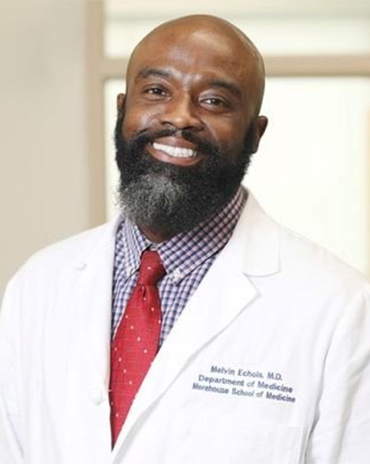 Melvin Echols, M.D.
Department of Medicine
Morehouse School of Medicine